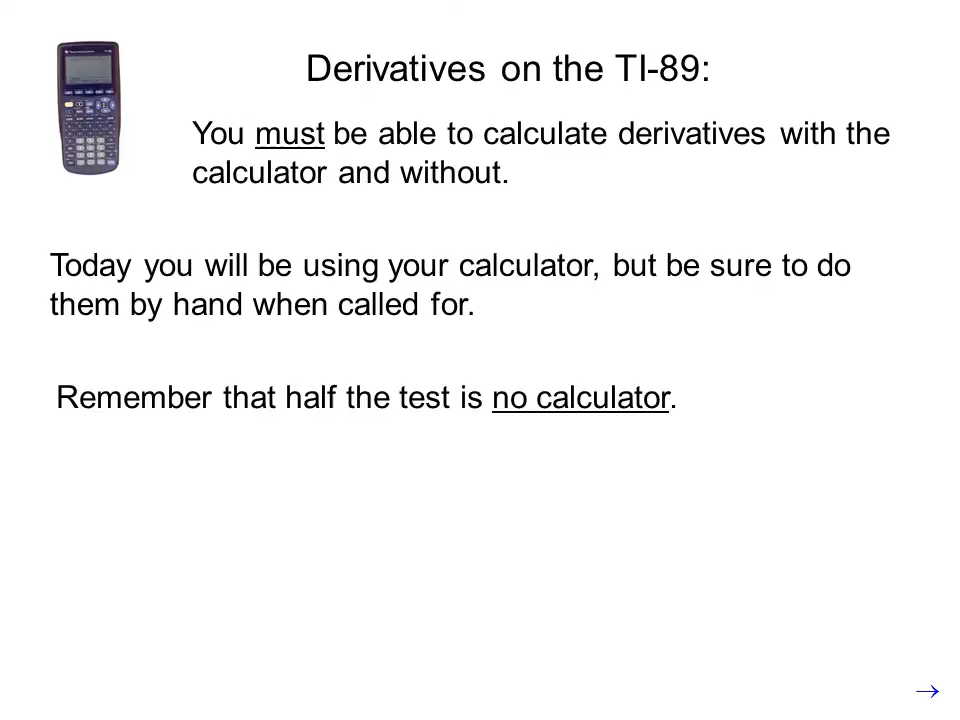 Derivatives on the TI-89:
You must be able to calculate derivatives with the
calculator and without.
Today you will be using your calculator, but be sure to do
them by hand when called for.
Remember that half the test is no calculator.
→